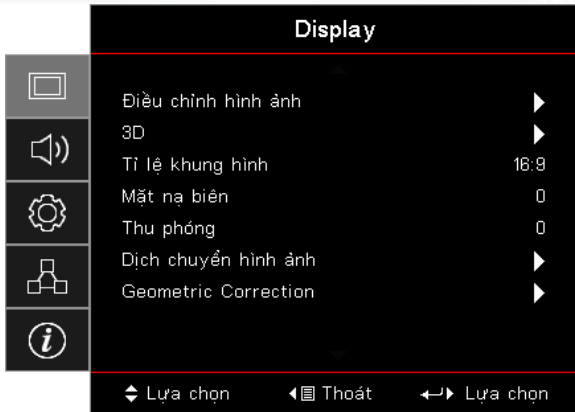 Display
Điều chỉnh hình ảnh
3D
Tỉ lệ khung hình 16:9
Mặt nạ biên 0
Thu phóng 0
Dịch chuyển hình ảnh
Geometric Correction
Lựa chọn Thoát Lựa chọn